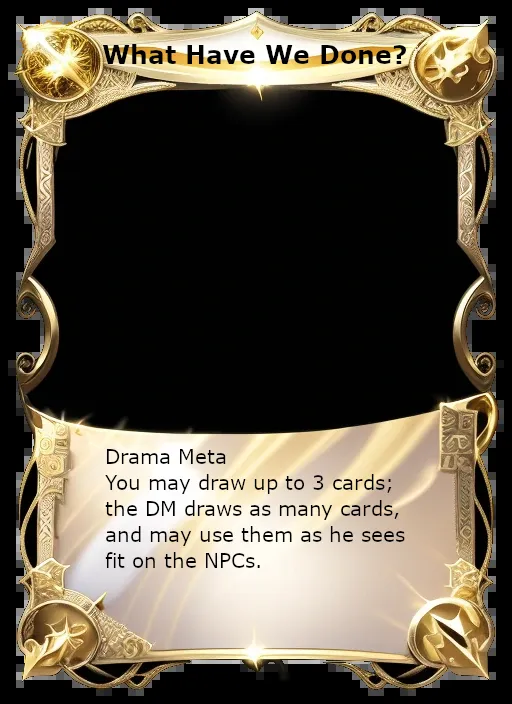 What Have We Done?
Drama Meta
You may draw up to 3 cards;
the DM draws as many cards,
and may use them as he sees
fit on the NPCs.